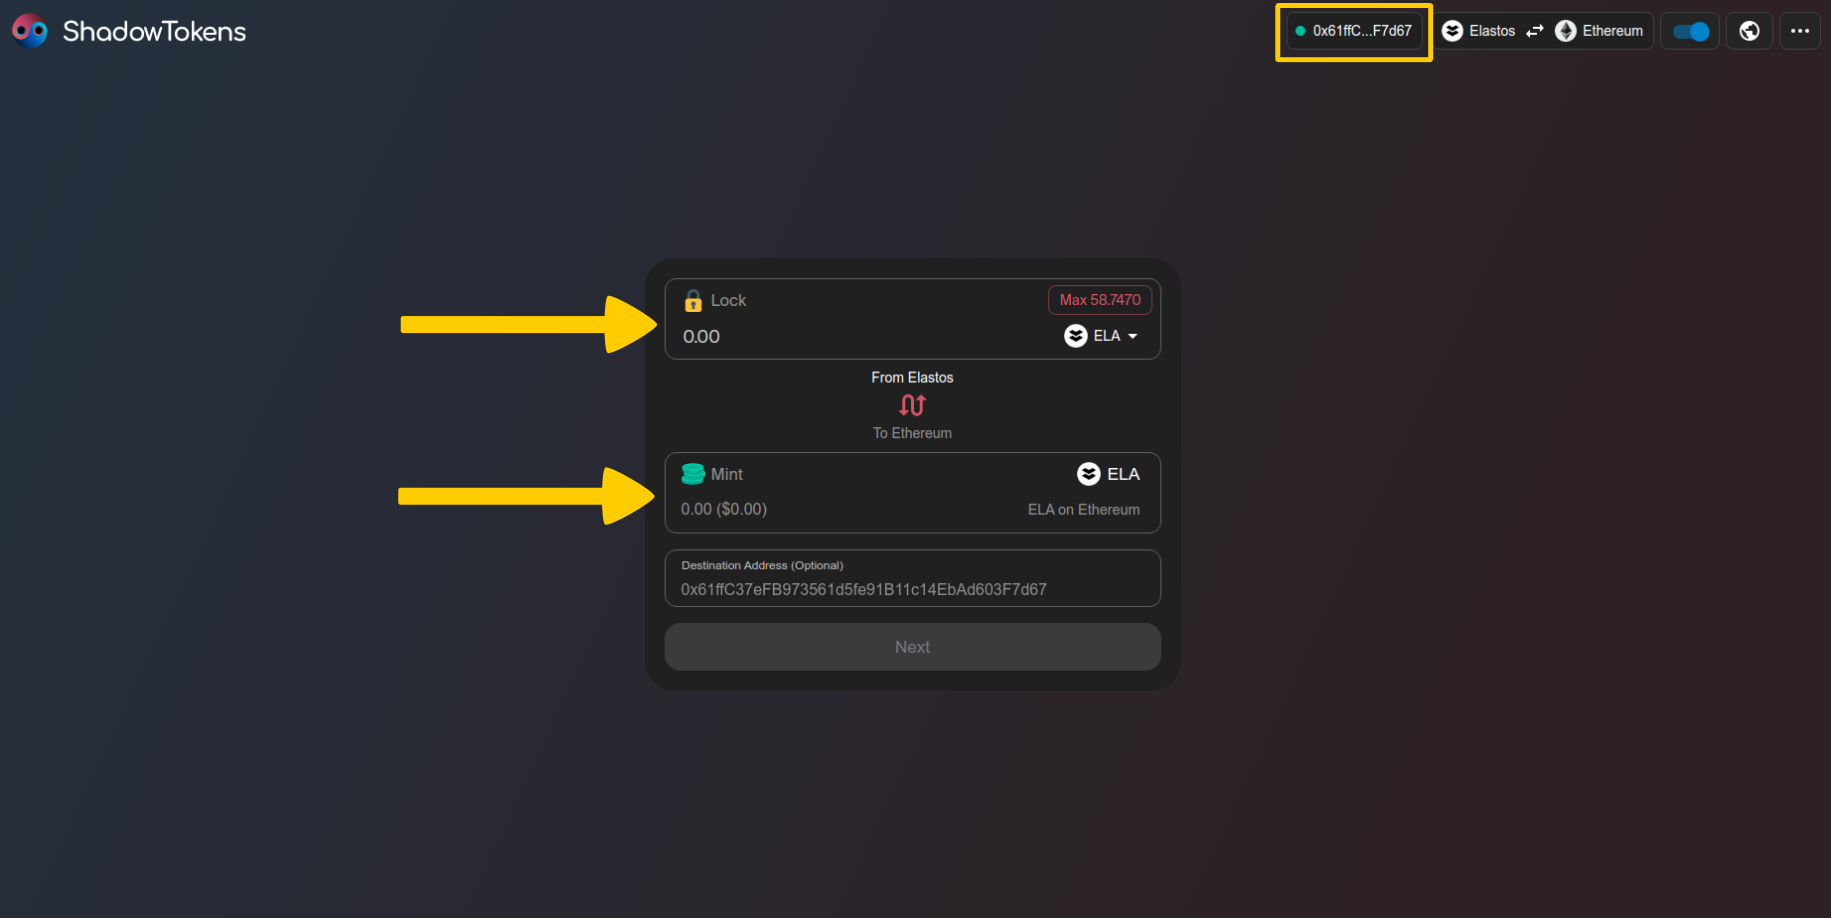 ShadowTokens
0x61ffC...F7d67
Elastos
Ethereum
Lock
Max 58.7470
0.00
ELA
From Elastos
To Ethereum
Mint
ELA
0.00 ($0.00)
ELA on Ethereum
Destination Address (Optional)
0x61ffC37eFB973561d5fe91B11c14EbAd603F7d67
Next